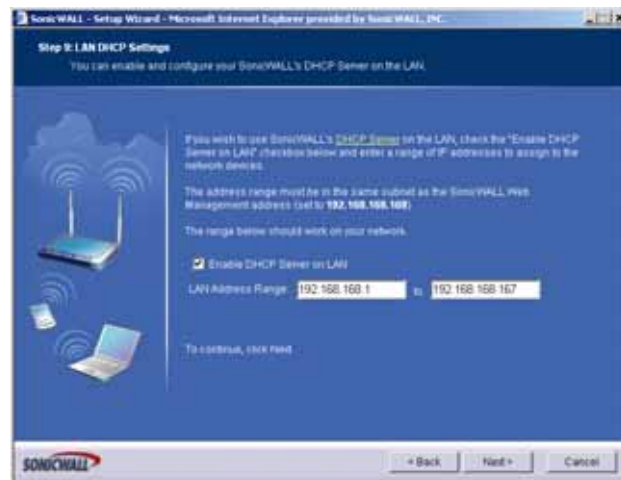 SonicWALL - Setup Wizard - Microsoft Internet Explorer provided by SonicWALL, INC.
Step 9: LAN DHCP Settings
You can enable and configure your SonicWALL's DHCP Server on the LAN.
If you wish to use SonicWALL's DHCP Server on the LAN, check the "Enable DHCP
Server on LAN" checkbox below and enter a range of IP addresses to assign to the
network devices.
The address range must be in the same subnet as the SonicWALL Web
Management address (set to 192.168.168.168)
The range below should work on your network.
Enable DHCP Server on LAN
LAN Address Range: 192.168.168.1 to 192.168.168.167
To continue, click Next.
SONICWALL
< Back Next > Cancel